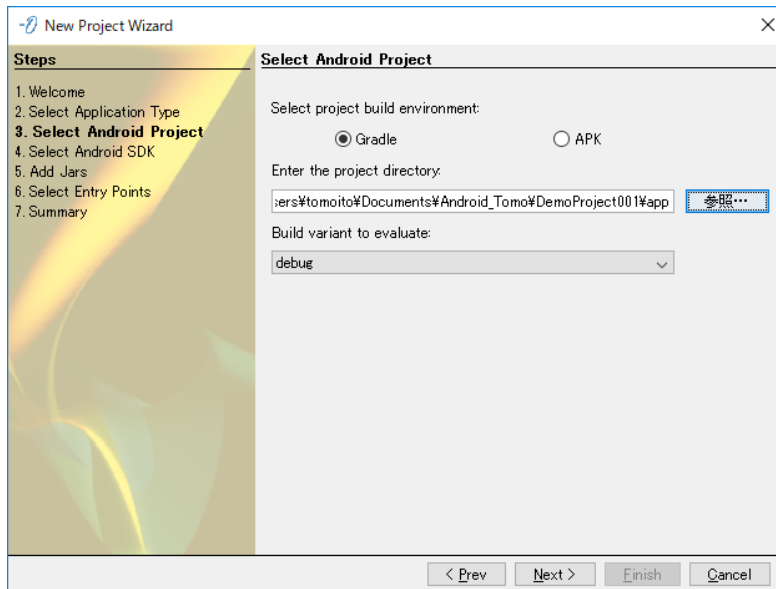 New Project Wizard
Steps
1. Welcome
2. Select Application Type
3. Select Android Project
4. Select Android SDK
5. Add Jars
6. Select Entry Points
7. Summary
Select Android Project
Select project build environment:
Gradle APK
Enter the project directory:
sers¥tomoito¥Documents¥Android_Tomo¥DemoProject001¥app 参照…
Build variant to evaluate:
debug
< Prev Next > Finish Cancel